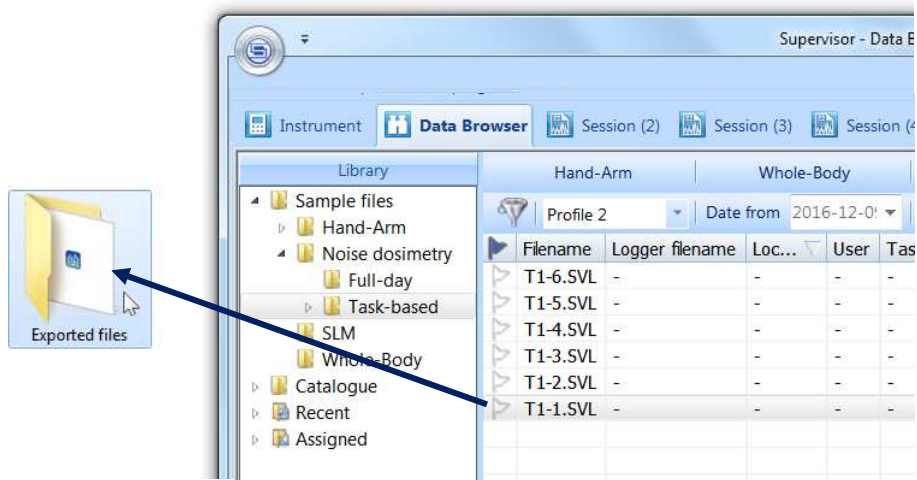 Supervisor - Data B
Instrument Data Browser Session (2) Session (3) Session (4
Library Hand-Arm Whole-Body
Sample files
Profile 2 Date from 2016-12-0
Hand-Arm
Noise dosimetry
Filename Logger filename Loc... User Tas
Full-day
T1-6.SVL - - - -
Task-based
T1-5.SVL - - - -
SLM
T1-4.SVL - - - -
Whole-Body
T1-3.SVL - - - -
Catalogue
T1-2.SVL - - - -
Recent
T1-1.SVL - - - -
Assigned
Exported files